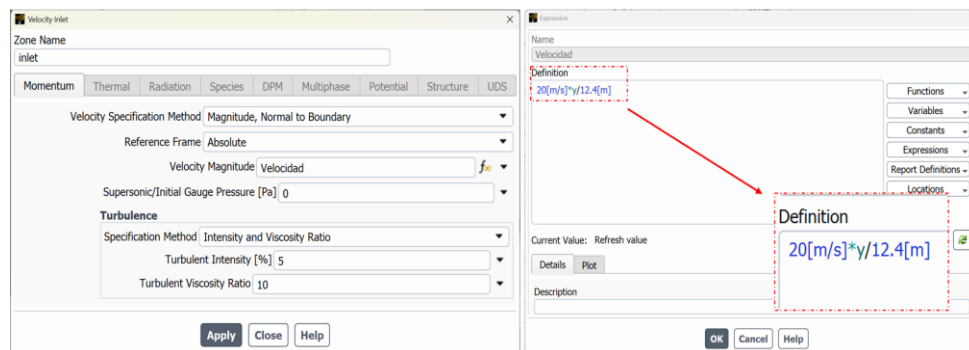 Velocity Inlet
Zone Name
inlet
Momentum Thermal Radiation Species DPM Multiphase Potential Structure UDS
Velocity Specification Method Magnitude, Normal to Boundary
Reference Frame Absolute
Velocity Magnitude Velocidad
Supersonic/Initial Gauge Pressure [Pa] 0
Turbulence
Specification Method Intensity and Viscosity Ratio
Turbulent Intensity [%] 5
Turbulent Viscosity Ratio 10
Apply Close Help
Expression
Name
Velocidad
Definition
20[m/s]*y/12.4[m]
Functions
Variables
Constants
Expressions
Report Definitions
Locations
Definition
20[m/s]*y/12.4[m]
Current Value: Refresh value
Details Plot
Description
OK Cancel Help